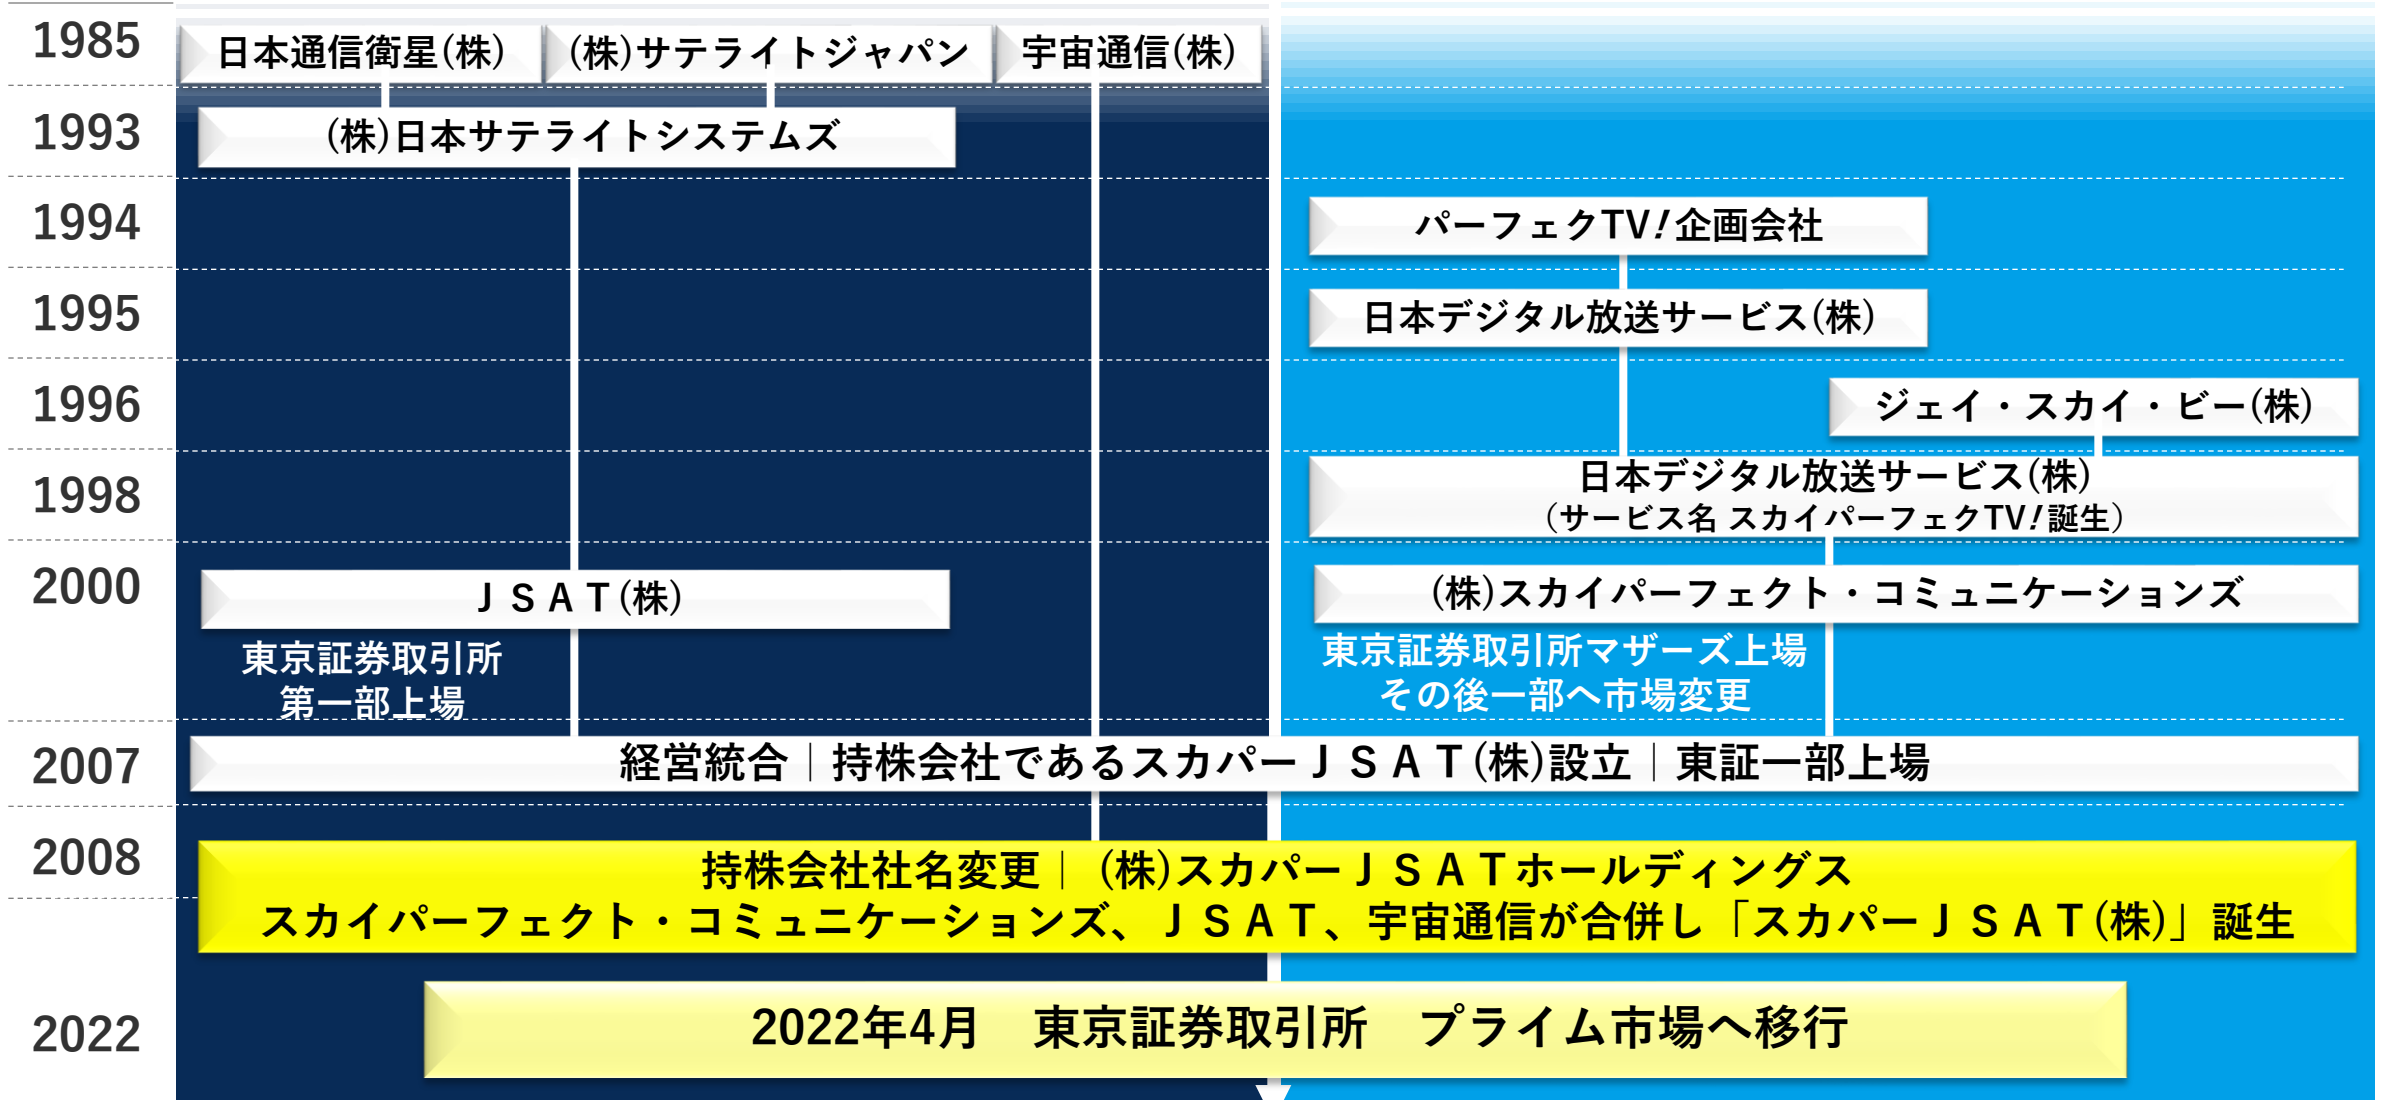 1985
日本通信衛星(株)
(株)サテライトジャパン
宇宙通信(株)
1993
(株)日本サテライトシステムズ
1994
パーフェクTV!企画会社
1995
日本デジタル放送サービス(株)
1996
ジェイ・スカイ・ビー(株)
1998
日本デジタル放送サービス(株)
（サービス名 スカイパーフェクTV!誕生）
2000
ＪＳＡＴ(株)
(株)スカイパーフェクト・コミュニケーションズ
東京証券取引所
第一部上場
東京証券取引所マザーズ上場
その後一部へ市場変更
2007
経営統合｜持株会社であるスカパーＪＳＡＴ(株)設立｜東証一部上場
2008
持株会社社名変更｜ (株)スカパーＪＳＡＴホールディングス
スカイパーフェクト・コミュニケーションズ、ＪＳＡＴ、宇宙通信が合併し「スカパーＪＳＡＴ(株)」誕生
2022
2022年4月　東京証券取引所　プライム市場へ移行